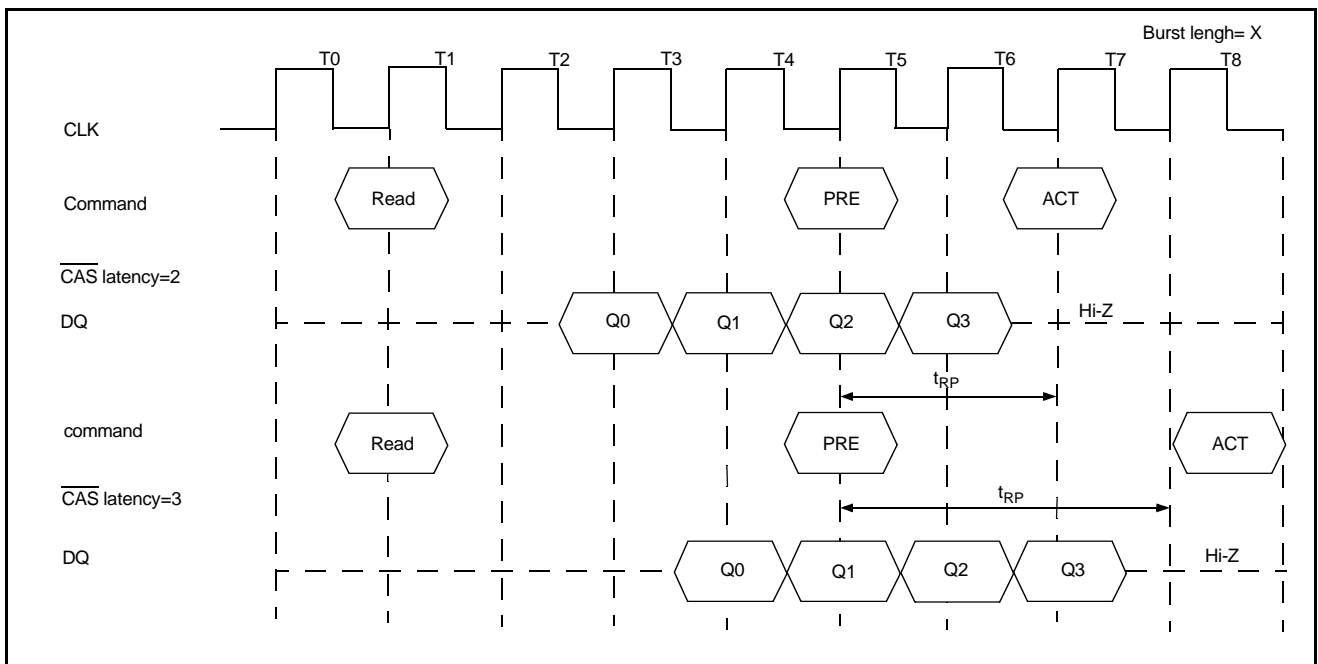 Burst lengh= X
T0 T1 T2 T3 T4 T5 T6 T7 T8
CLK
Command Read PRE ACT
CAS latency=2
DQ Q0 Q1 Q2 Q3 Hi-Z
tRP
command Read PRE ACT
CAS latency=3
tRP
DQ Q0 Q1 Q2 Q3 Hi-Z